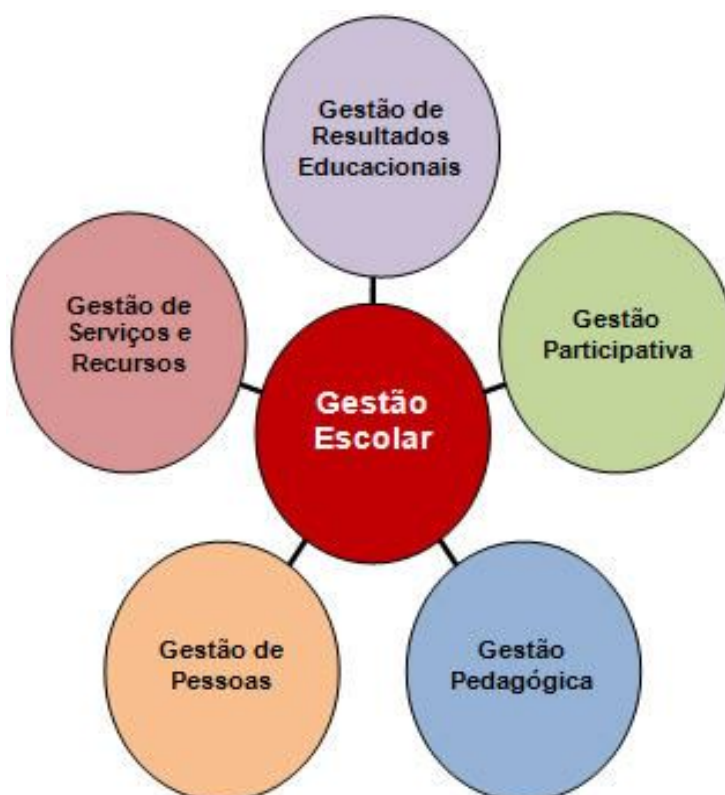 Gestão de
Resultados
Educacionais
Gestão de
Serviços e
Recursos
Gestão
Participativa
Gestão
Escolar
Gestão de
Pessoas
Gestão
Pedagógica